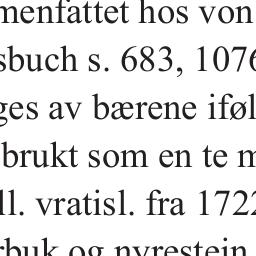 menfattet hos von
sbuch s. 683, 1076
ges av bærene iføl
brukt som en te m
ll. vratisl. fra 1722
rbuk og nyrestein